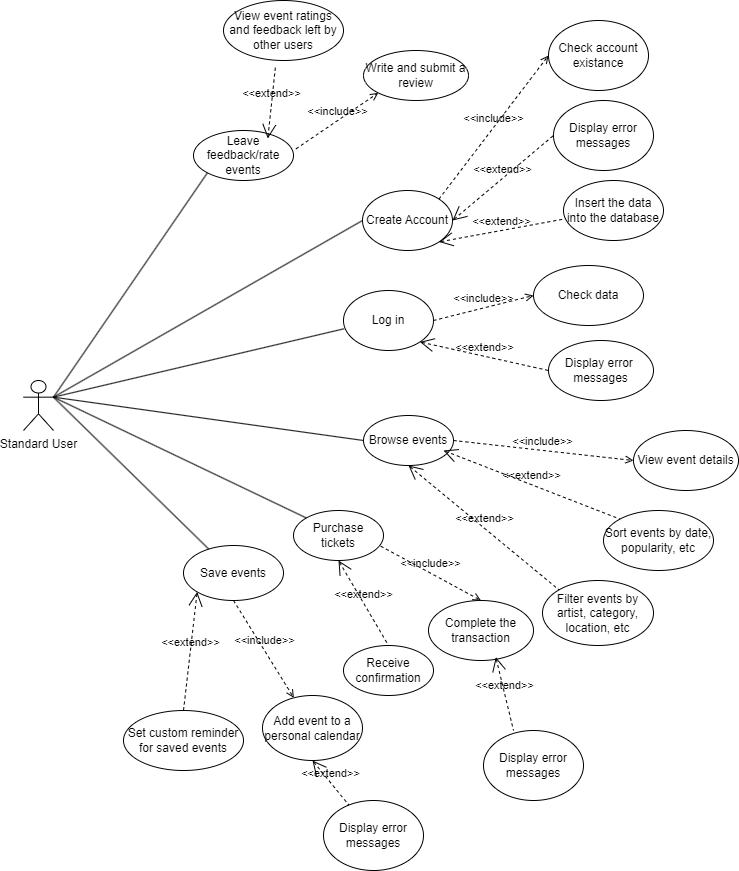 View event ratings
and feedback left by
other users
<<extend>>
Write and submit a
review
<<include>>
Leave
feedback/rate
events
Check account
existance
<<include>>
Display error
messages
<<extend>>
Insert the data
into the database
<<extend>>
Create Account
Log in
<<include>>
Check data
<<extend>>
Display error
messages
Standard User
Browse events
<<include>>
View event details
<<extend>>
Sort events by date,
popularity, etc
<<extend>>
Filter events by
artist, category,
location, etc
Purchase
tickets
<<include>>
Complete the
transaction
<<extend>>
Receive
confirmation
<<extend>>
Display error
messages
Save events
<<extend>>
<<include>>
Set custom reminder
for saved events
Add event to a
personal calendar
<<extend>>
Display error
messages